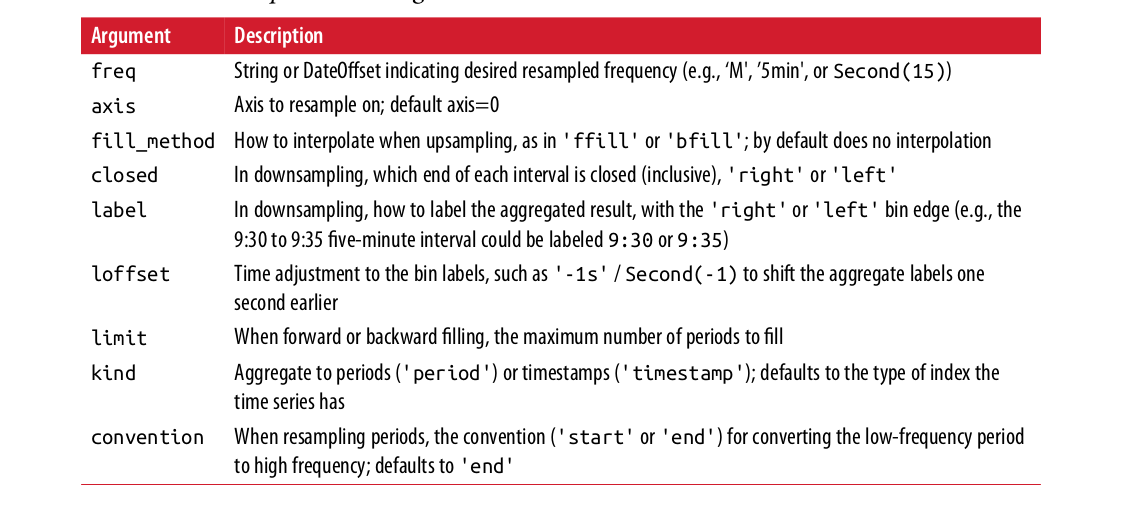 Argument Description
freq String or DateOffset indicating desired resampled frequency (e.g., ‘M', ’5min', or Second(15))
axis Axis to resample on; default axis=0
fill_method How to interpolate when upsampling, as in 'ffill' or 'bfill'; by default does no interpolation
closed In downsampling, which end of each interval is closed (inclusive), 'right' or 'left'
label In downsampling, how to label the aggregated result, with the 'right' or 'left' bin edge (e.g., the
9:30 to 9:35 five-minute interval could be labeled 9:30 or 9:35)
loffset Time adjustment to the bin labels, such as '-1s' / Second(-1) to shift the aggregate labels one
second earlier
limit When forward or backward filling, the maximum number of periods to fill
kind Aggregate to periods ('period') or timestamps ('timestamp'); defaults to the type of index the
time series has
convention When resampling periods, the convention ('start' or 'end') for converting the low-frequency period
to high frequency; defaults to 'end'